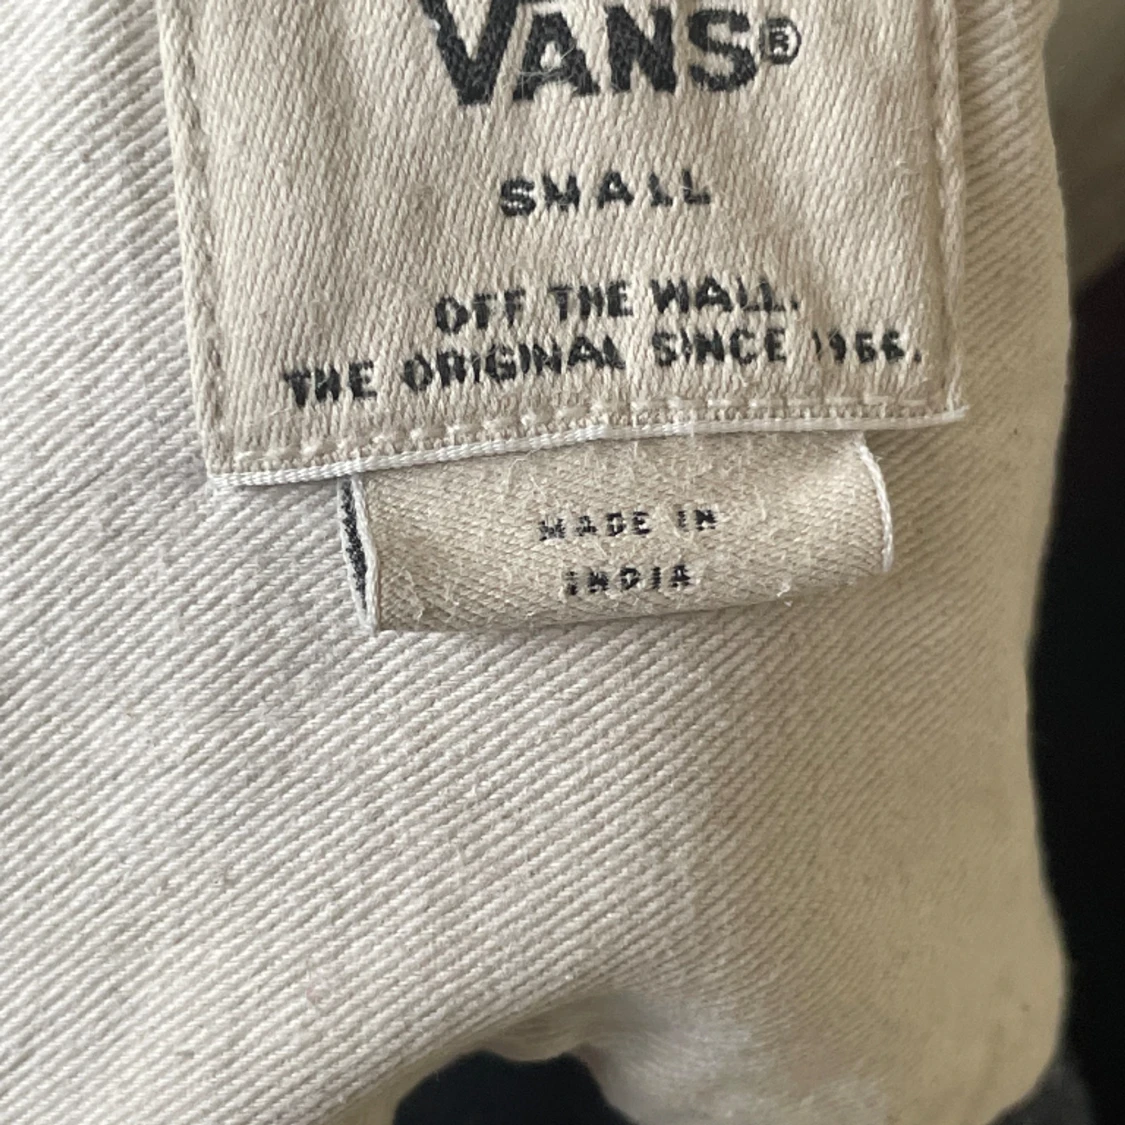 VANS®
SMALL
OFF THE WALL.
THE ORIGINAL SINCE 1966.
MADE IN
INDIA